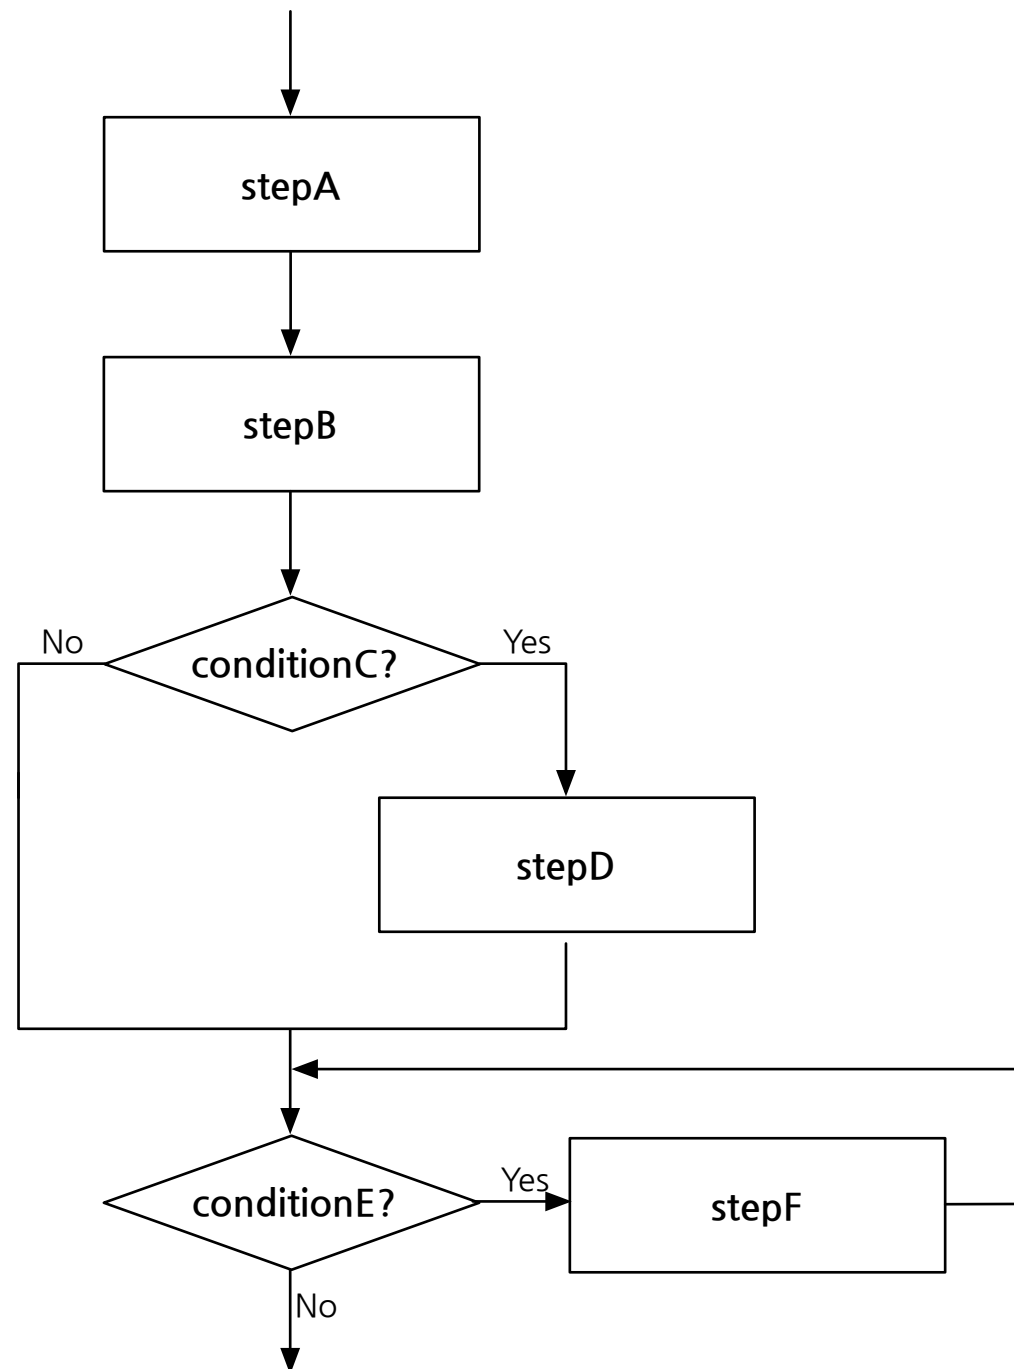 stepA
stepB
No
Yes
conditionC?
stepD
Yes
conditionE?
stepF
No